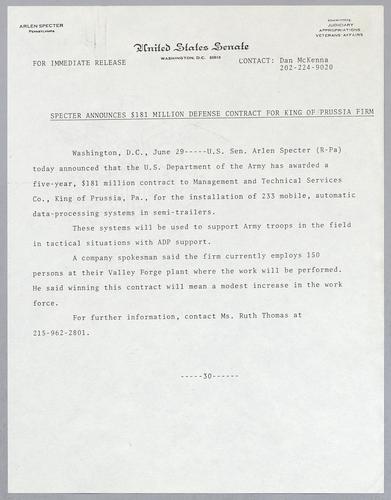 ARLEN SPECTER
PENNSYLVANIA
COMMITTEES:
JUDICIARY
APPROPRIATIONS
VETERANS' AFFAIRS
United States Senate
WASHINGTON, D.C. 20510
FOR IMMEDIATE RELEASE
CONTACT: Dan McKenna
202-224-9020
SPECTER ANNOUNCES $181 MILLION DEFENSE CONTRACT FOR KING OF PRUSSIA FIRM
Washington, D.C., June 29-----U.S. Sen. Arlen Specter (R-Pa)
today announced that the U.S. Department of the Army has awarded a
five-year, $181 million contract to Management and Technical Services
Co., King of Prussia, Pa., for the installation of 233 mobile, automatic
data-processing systems in semi-trailers.
These systems will be used to support Army troops in the field
in tactical situations with ADP support.
A company spokesman said the firm currently employs 150
persons at their Valley Forge plant where the work will be performed.
He said winning this contract will mean a modest increase in the work
force.
For further information, contact Ms. Ruth Thomas at
215-962-2801.
-----30------